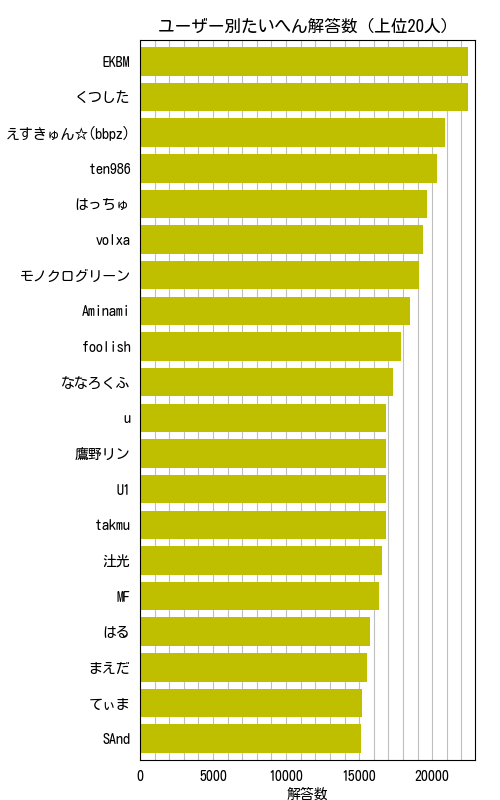 ユーザー別たいへん解答数 (上位20人)
EKBM
くつした
えすきゅん☆(bbpz)
ten986
はっちゅ
volxa
モノクログリーン
Aminami
foolish
ななろくふ
u
鷹野リン
U1
takmu
汢光
MF
はる
まえだ
てぃま
SAnd
0 5000 10000 15000 20000
解答数